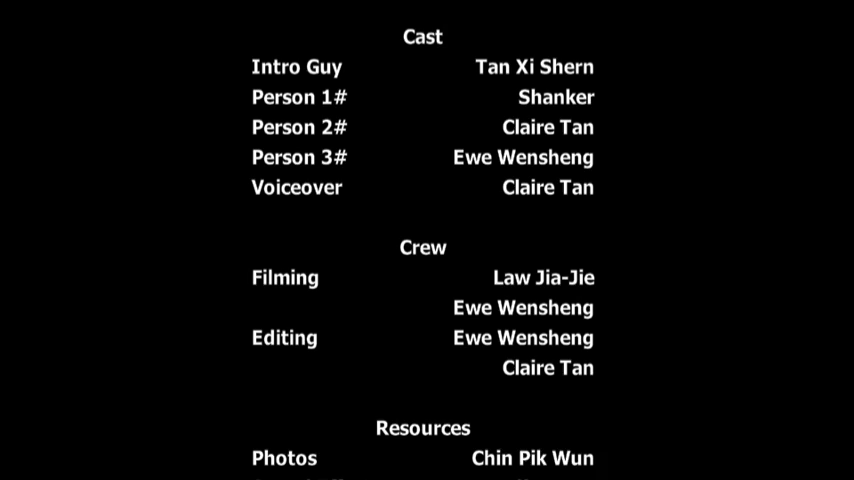 Cast
Intro Guy Tan Xi Shern
Person 1# Shanker
Person 2# Claire Tan
Person 3# Ewe Wensheng
Voiceover Claire Tan
Crew
Filming Law Jia-Jie
Ewe Wensheng
Editing Ewe Wensheng
Claire Tan
Resources
Photos Chin Pik Wun